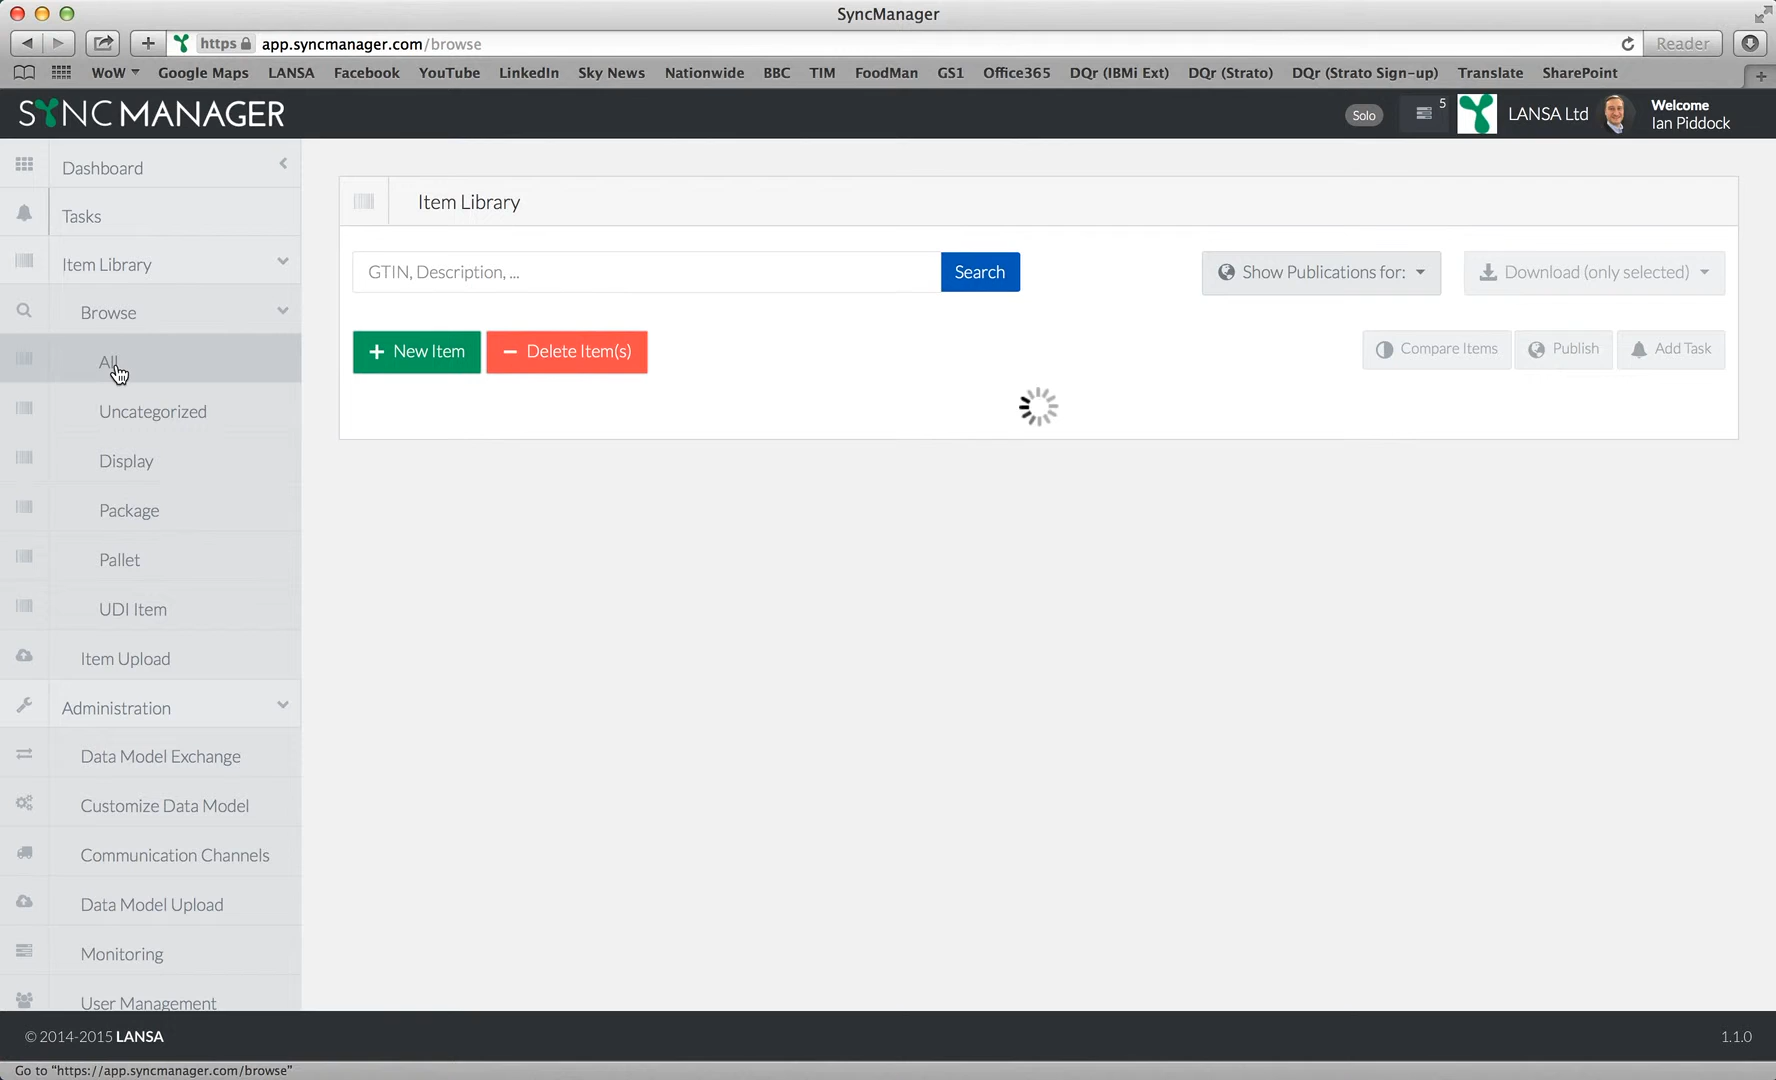 SyncManager
https app.syncmanager.com/browse
Reader
WoW Google Maps LANSA Facebook YouTube LinkedIn Sky News Nationwide BBC TIM FoodMan GS1 Office365 DQr (IBMi Ext) DQr (Strato) DQr (Strato Sign-up) Translate SharePoint
SYNC MANAGER
Solo
5
LANSA Ltd
Welcome
Ian Piddock
Dashboard
Tasks
Item Library
Browse
All
Uncategorized
Display
Package
Pallet
UDI Item
Item Upload
Administration
Data Model Exchange
Customize Data Model
Communication Channels
Data Model Upload
Monitoring
User Management
Item Library
GTIN, Description, ...
Search
Show Publications for:
Download (only selected)
New Item
Delete Item(s)
Compare Items
Publish
Add Task
© 2014-2015 LANSA
1.1.0
Go to "https://app.syncmanager.com/browse"